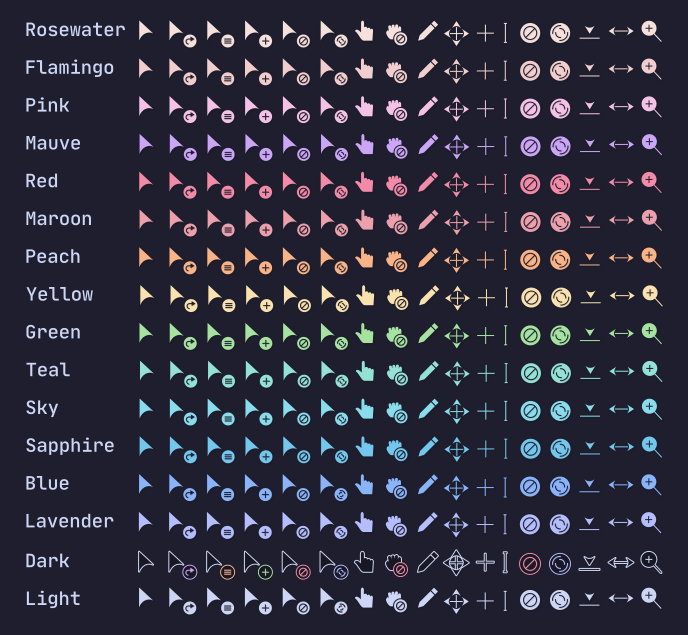 Rosewater
Flamingo
Pink
Mauve
Red
Maroon
Peach
Yellow
Green
Teal
Sky
Sapphire
Blue
Lavender
Dark
Light